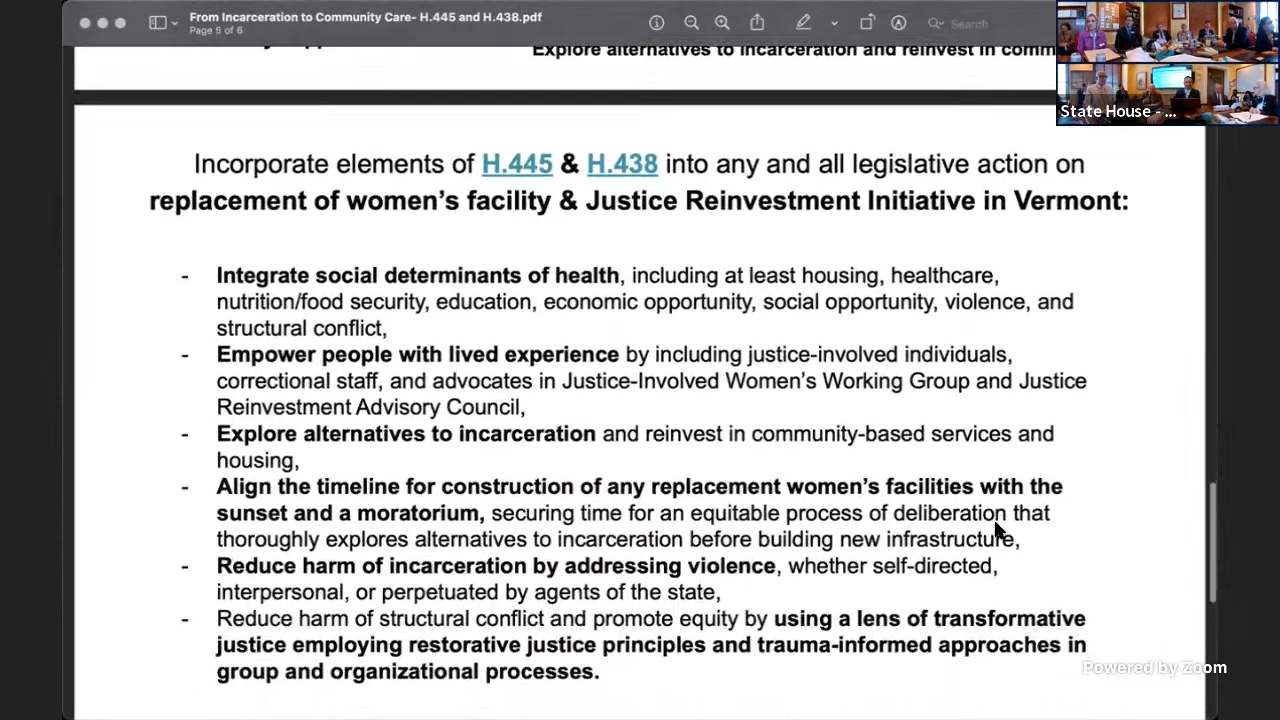 From Incarceration to Community Care- H.445 and H.438.pdf
Page 5 of 6
Search
Explore alternatives to incarceration and reinvest in comm
State House - ...
Incorporate elements of H.445 & H.438 into any and all legislative action on
replacement of women's facility & Justice Reinvestment Initiative in Vermont:
- Integrate social determinants of health, including at least housing, healthcare,
nutrition/food security, education, economic opportunity, social opportunity, violence, and
structural conflict,
- Empower people with lived experience by including justice-involved individuals,
correctional staff, and advocates in Justice-Involved Women's Working Group and Justice
Reinvestment Advisory Council,
- Explore alternatives to incarceration and reinvest in community-based services and
housing,
- Align the timeline for construction of any replacement women's facilities with the
sunset and a moratorium, securing time for an equitable process of deliberation that
thoroughly explores alternatives to incarceration before building new infrastructure,
- Reduce harm of incarceration by addressing violence, whether self-directed,
interpersonal, or perpetuated by agents of the state,
- Reduce harm of structural conflict and promote equity by using a lens of transformative
justice employing restorative justice principles and trauma-informed approaches in
group and organizational processes.
Powered by Zoom